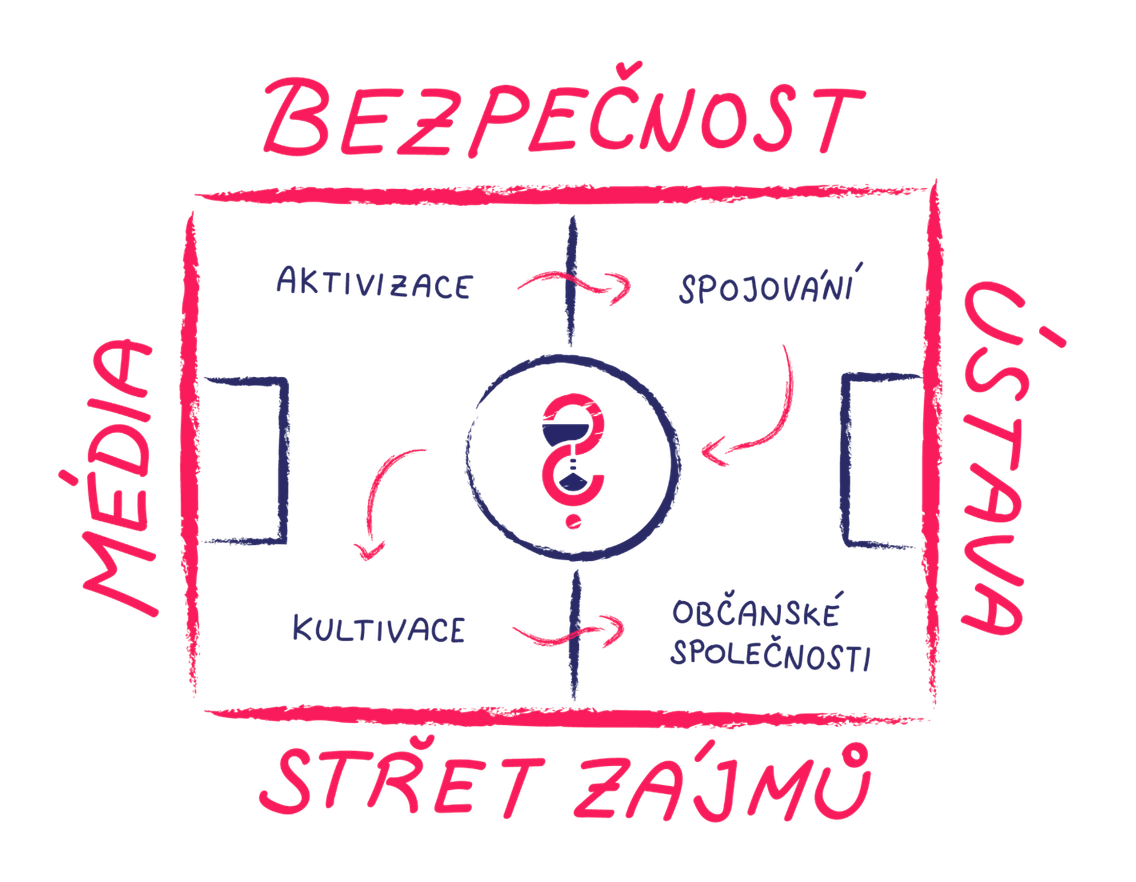 BEZPEČNOST
AKTIVIZACE
SPOJOVÁNÍ
MÉDIA
ÚSTAVA
KULTIVACE
OBČANSKÉ
SPOLEČNOSTI
STŘET ZÁJMŮ